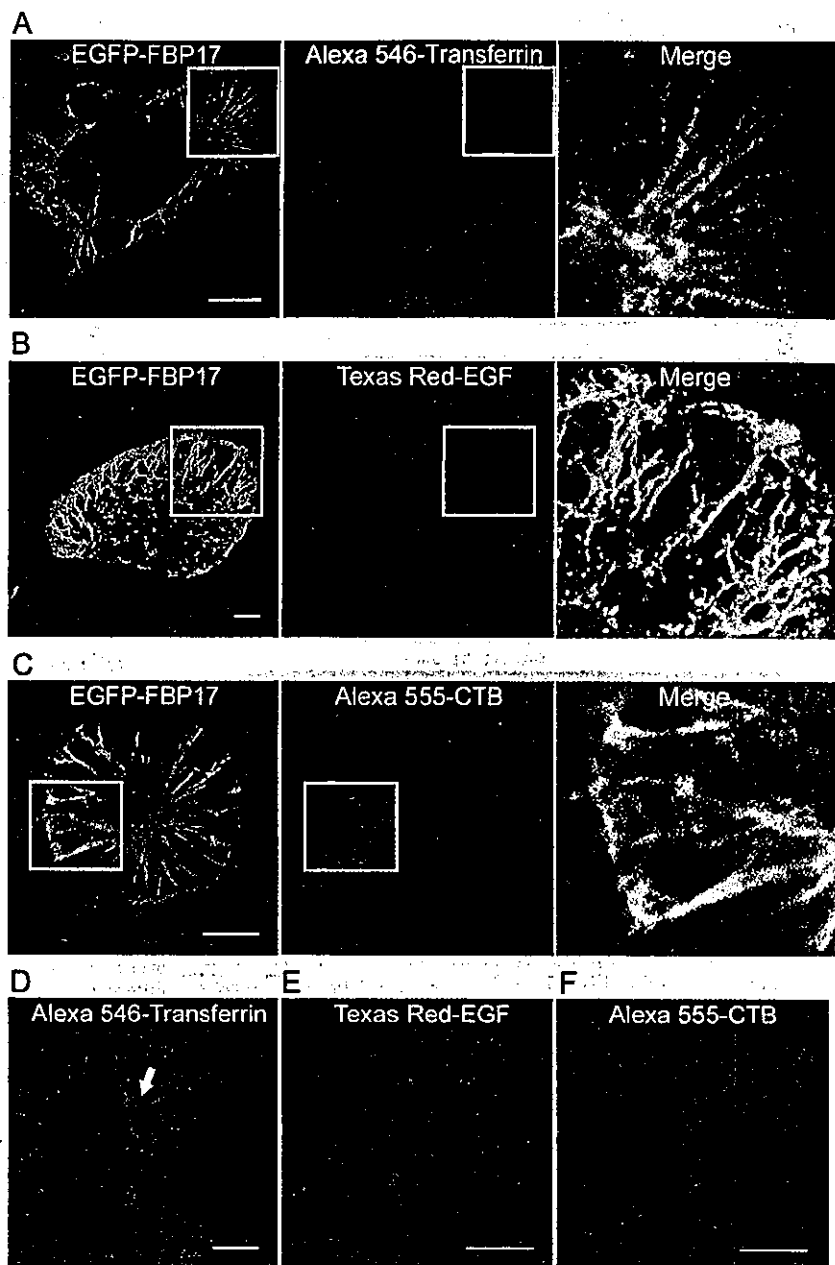 A
EGFP-FBP17 Alexa 546-Transferrin Merge
B
EGFP-FBP17 Texas Red-EGF Merge
C
EGFP-FBP17 Alexa 555-CTB Merge
D E F
Alexa 546-Transferrin Texas Red-EGF Alexa 555-CTB